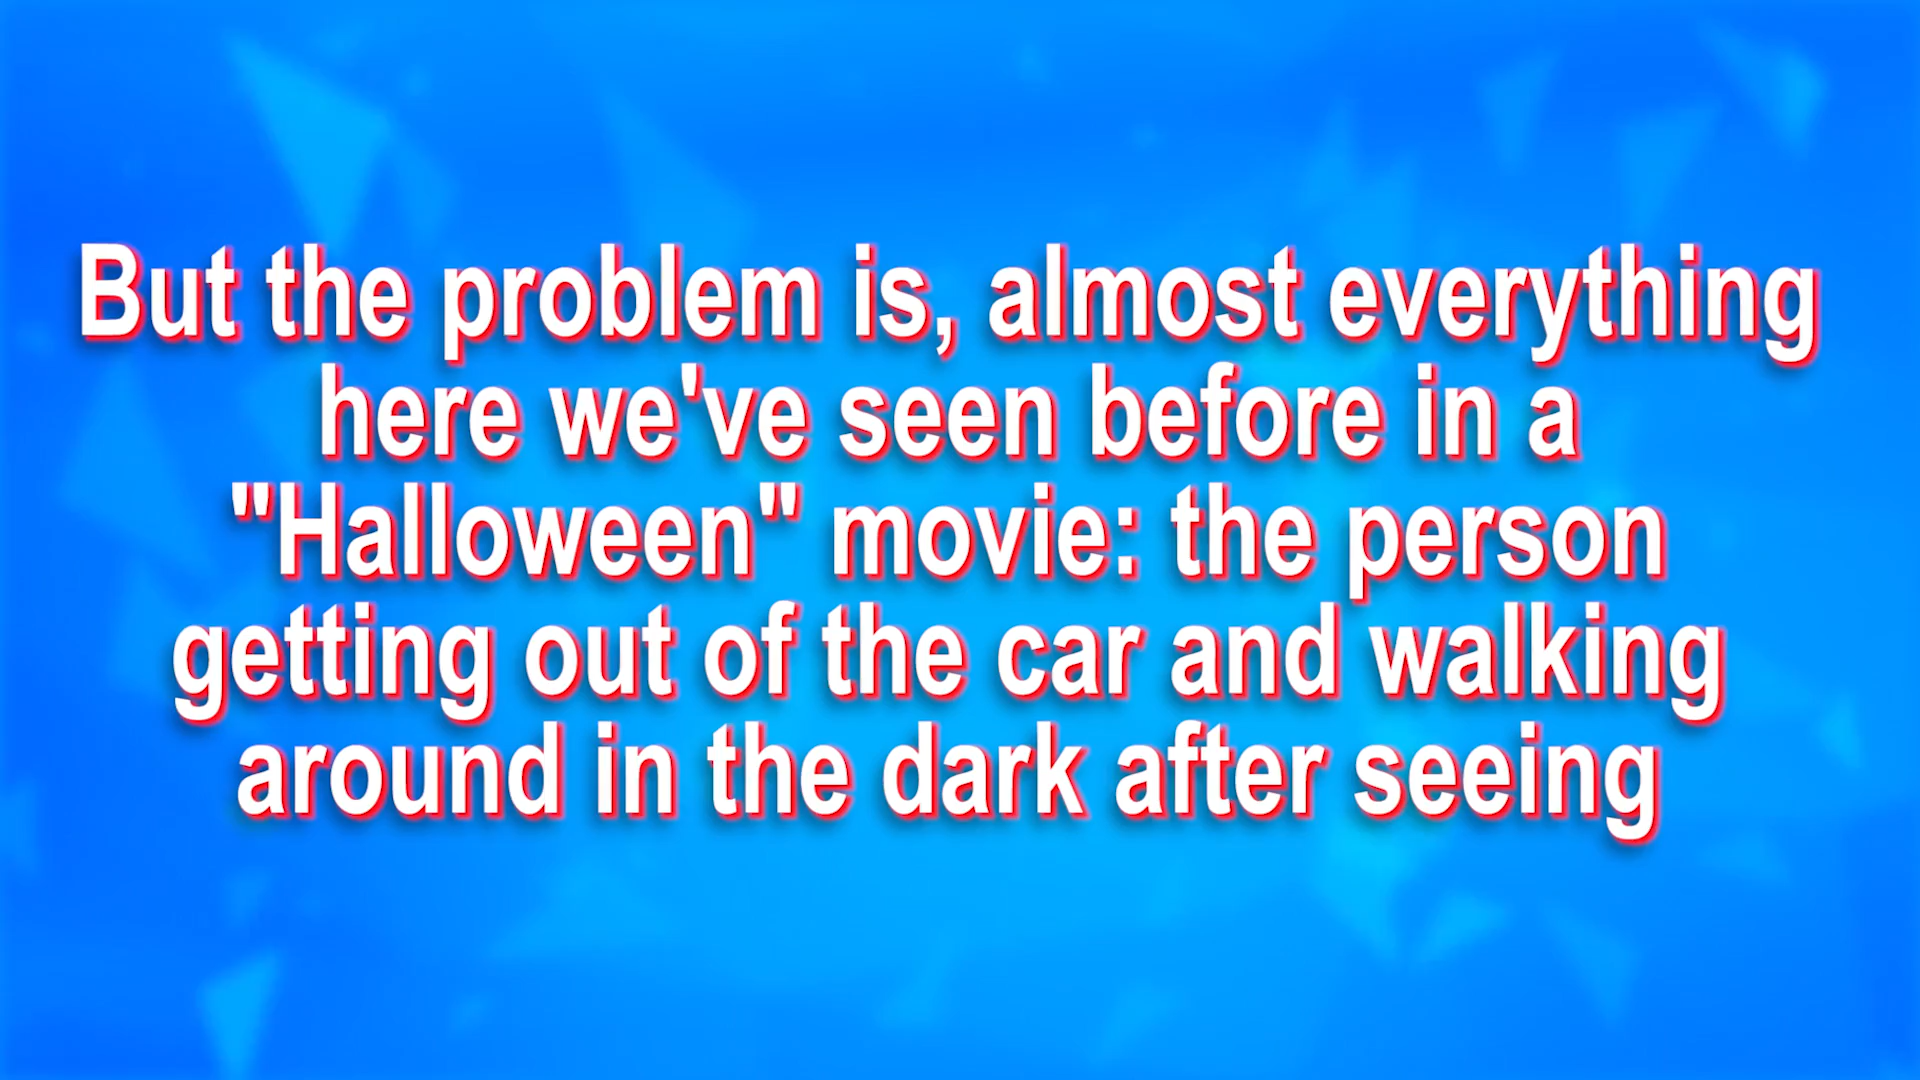 But the problem is, almost everything
here we've seen before in a
"Halloween" movie: the person
getting out of the car and walking
around in the dark after seeing